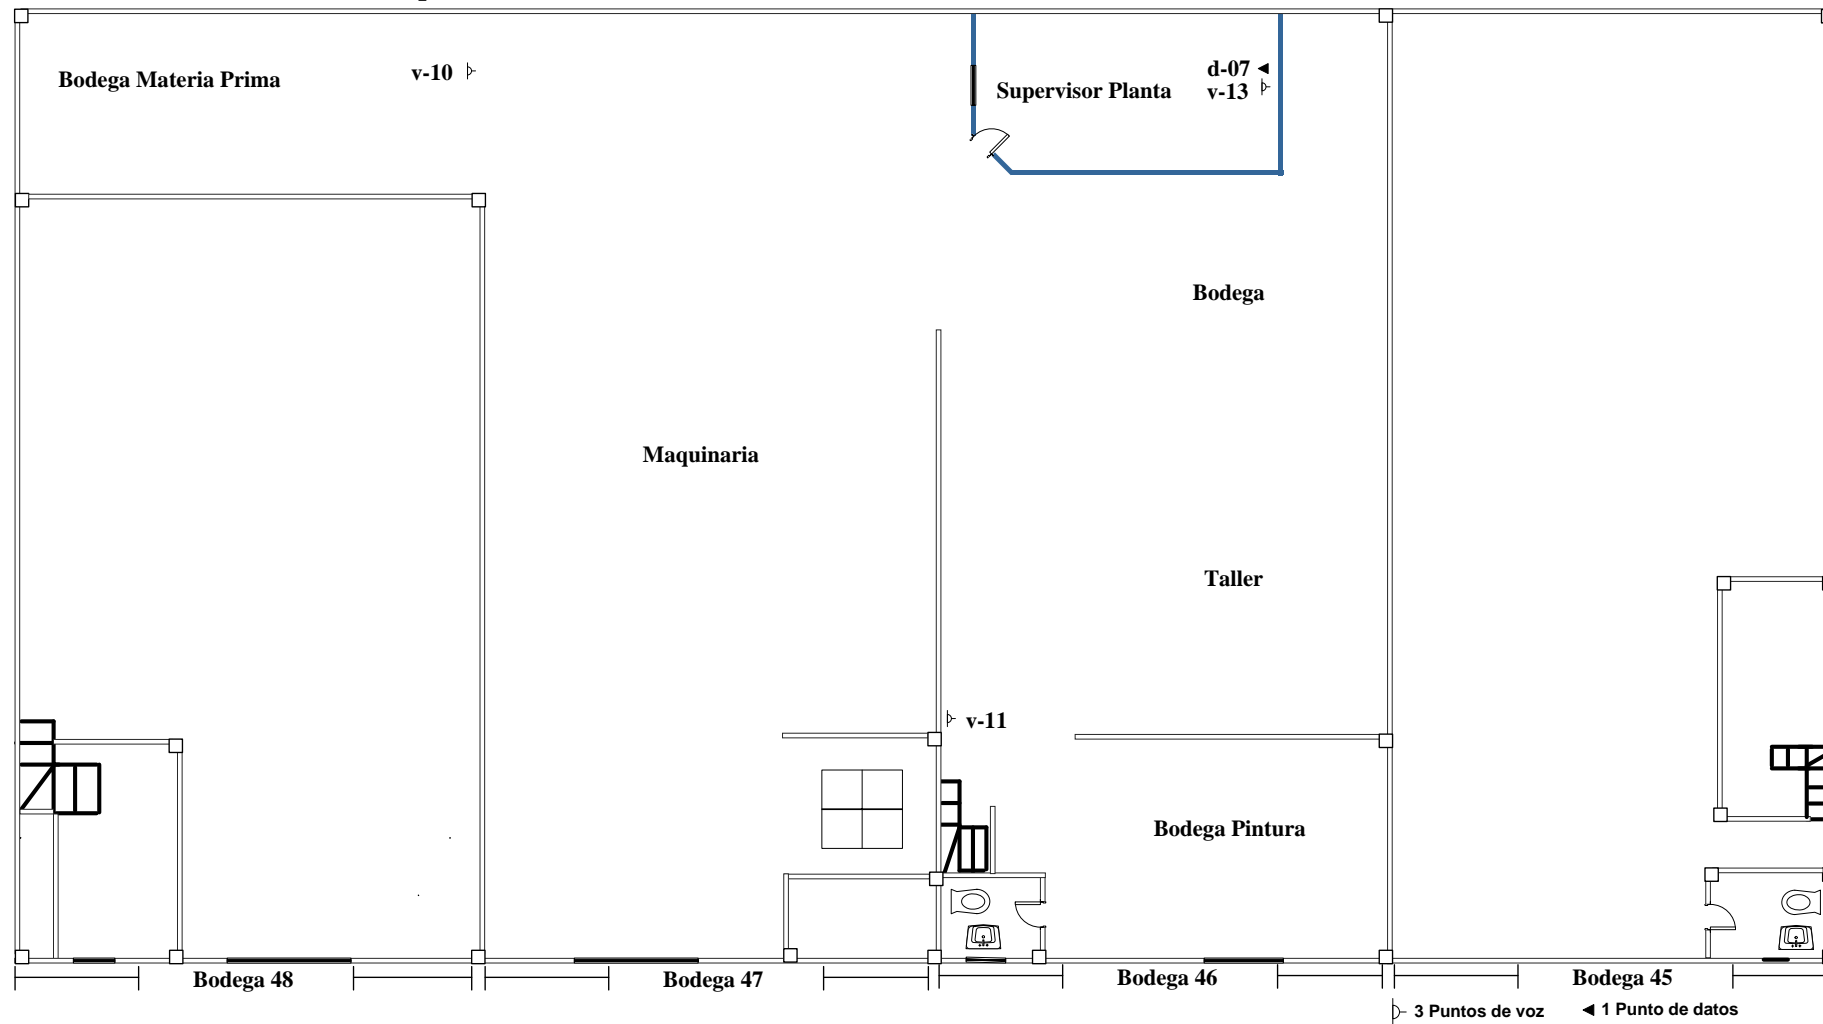 Bodega Materia Prima
v-10
Supervisor Planta
d-07
v-13
Bodega
Maquinaria
Taller
v-11
Bodega Pintura
Bodega 48
Bodega 47
Bodega 46
Bodega 45
3 Puntos de voz
1 Punto de datos